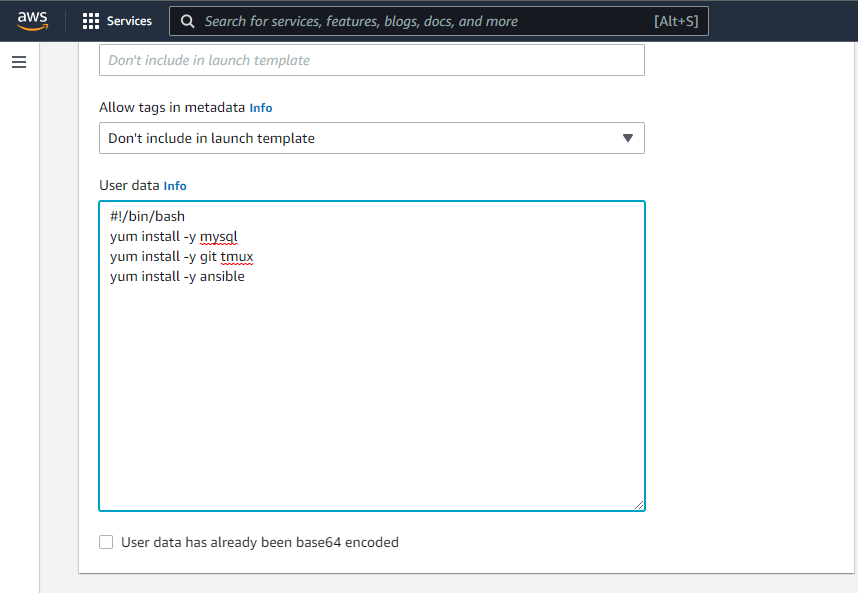 aws
Services
Search for services, features, blogs, docs, and more
[Alt+S]
Don't include in launch template
Allow tags in metadata Info
Don't include in launch template
User data Info
#!/bin/bash
yum install -y mysql
yum install -y git tmux
yum install -y ansible
User data has already been base64 encoded